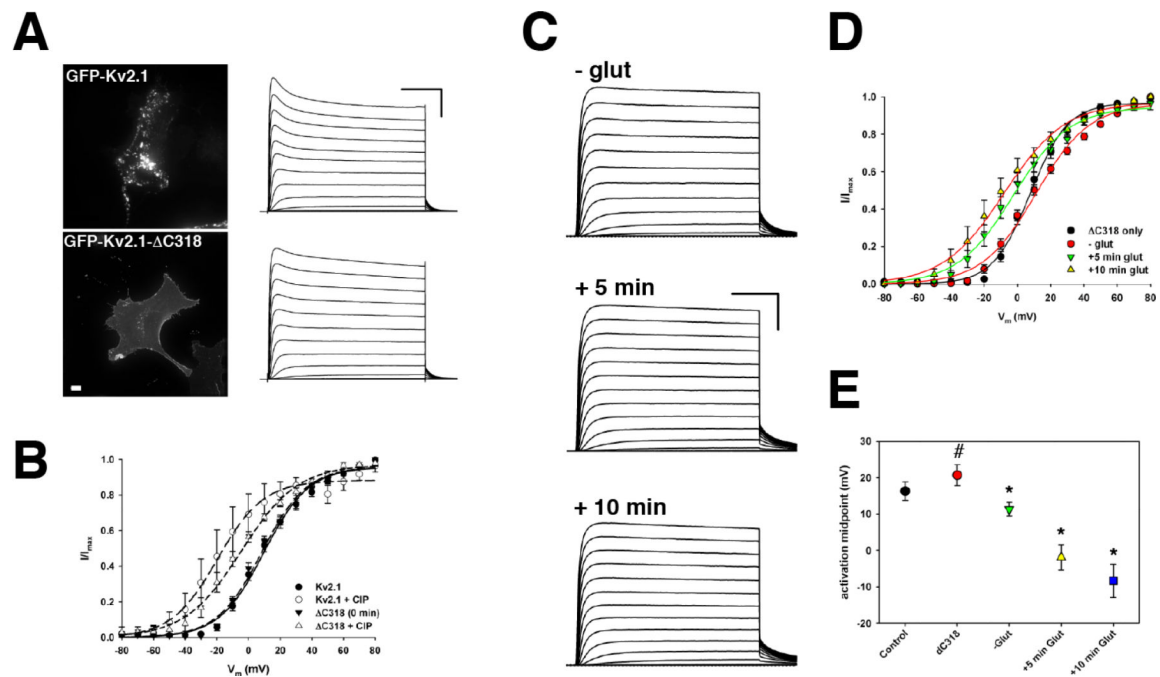 A
GFP-Kv2.1
GFP-Kv2.1-ΔC318
B
I/Imax
1.0
0.8
0.6
0.4
0.2
0.0
-80 -60 -40 -20 0 20 40 60 80
Vm (mV)
Kv2.1
Kv2.1 + CIP
ΔC318 (0 min)
ΔC318 + CIP
C
- glut
+ 5 min
+ 10 min
D
I/Imax
1.0
0.8
0.6
0.4
0.2
0.0
-80 -60 -40 -20 0 20 40 60 80
Vm (mV)
ΔC318 only
- glut
+5 min glut
+10 min glut
E
activation midpoint (mV)
30
20
10
0
-10
-20
#
*
*
*
Control dC318 -Glut +5 min Glut +10 min Glut